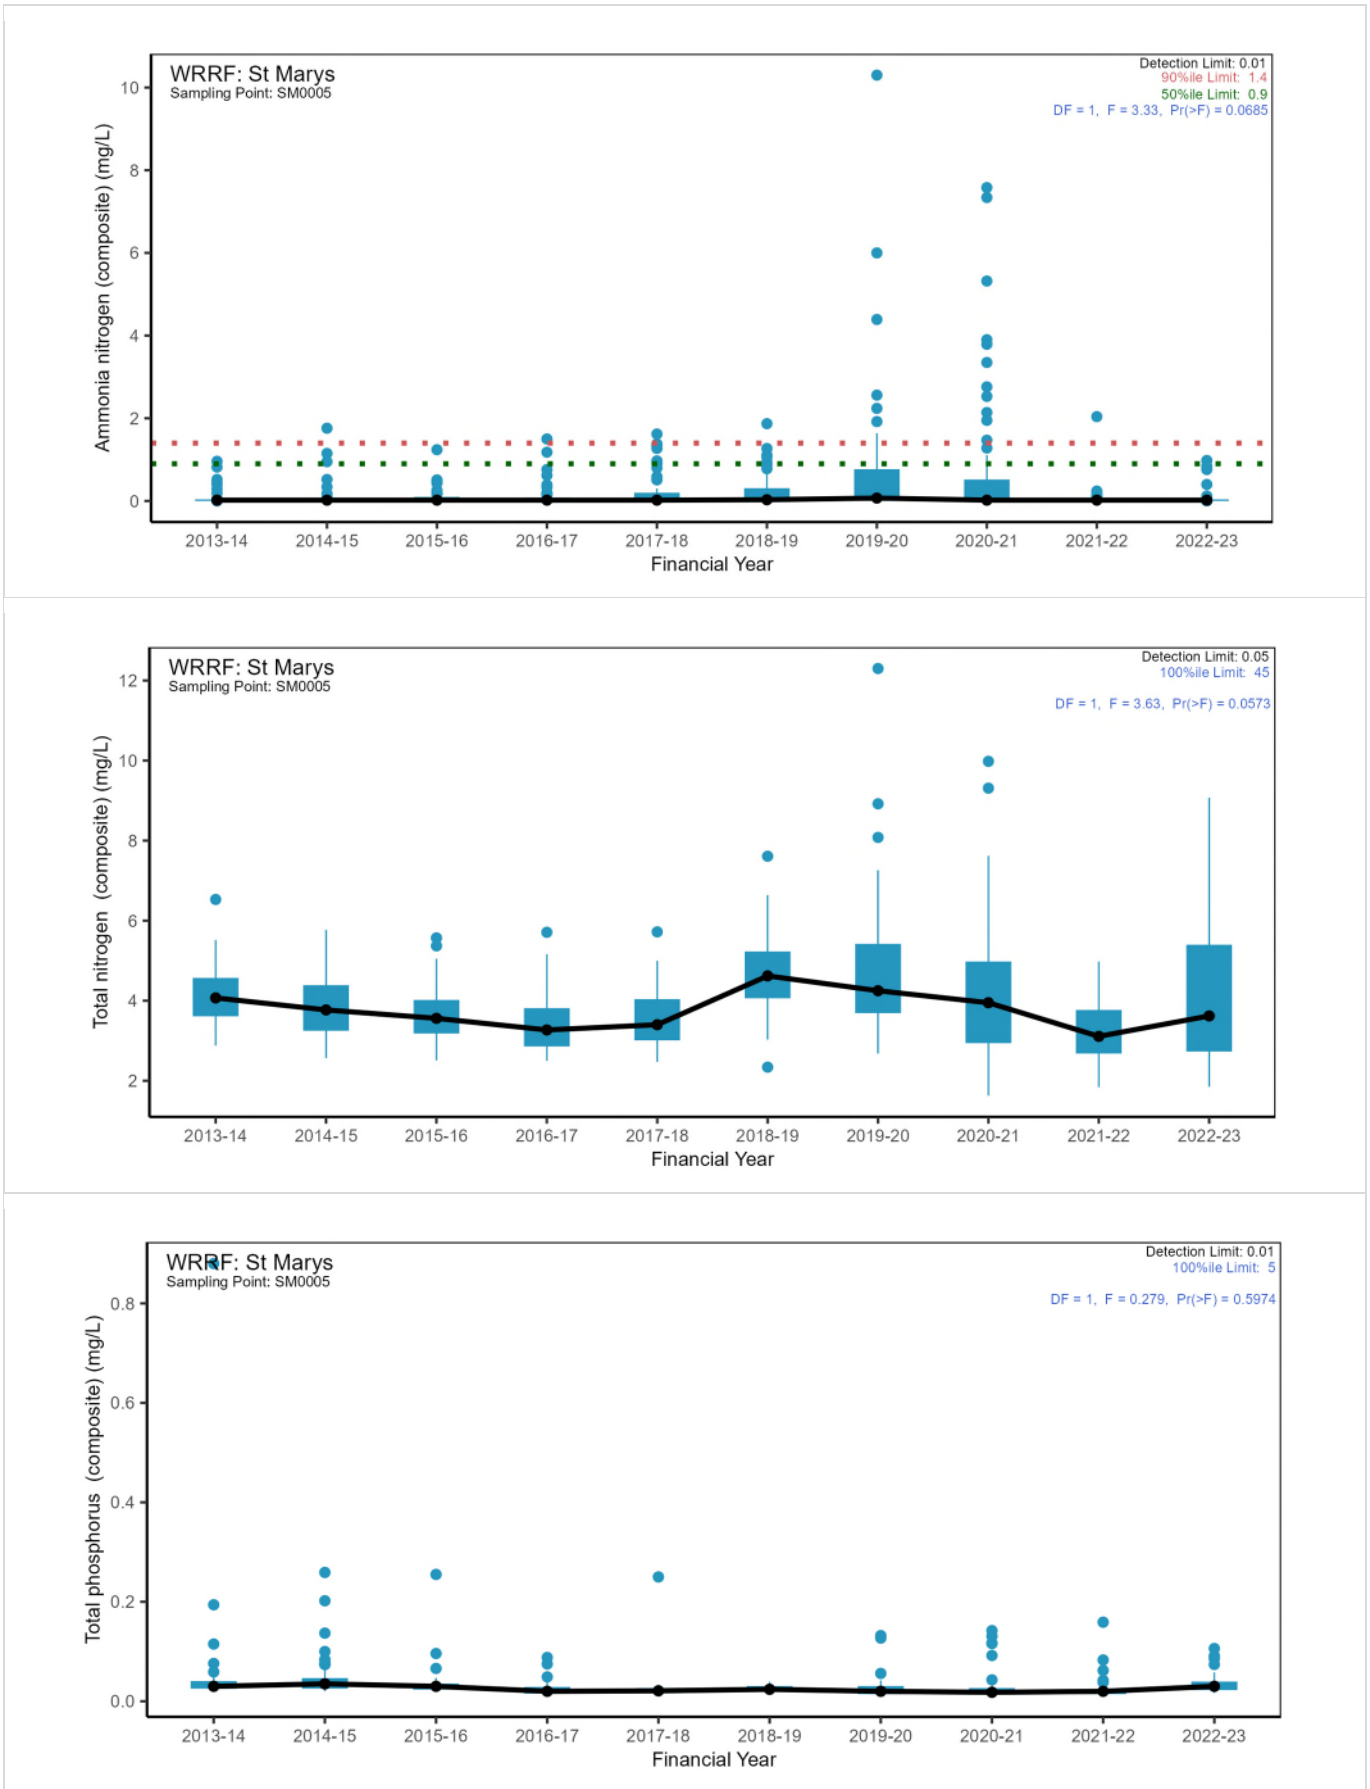 WRRF: St Marys
Sampling Point: SM0005
Detection Limit: 0.01
90%ile Limit: 1.4
50%ile Limit: 0.9
DF = 1, F = 3.33, Pr(>F) = 0.0685
Ammonia nitrogen (composite) (mg/L)
10
8
6
4
2
0
2013-14 2014-15 2015-16 2016-17 2017-18 2018-19 2019-20 2020-21 2021-22 2022-23
Financial Year
WRRF: St Marys
Sampling Point: SM0005
Detection Limit: 0.05
100%ile Limit: 45
DF = 1, F = 3.63, Pr(>F) = 0.0573
Total nitrogen (composite) (mg/L)
12
10
8
6
4
2
2013-14 2014-15 2015-16 2016-17 2017-18 2018-19 2019-20 2020-21 2021-22 2022-23
Financial Year
WRRF: St Marys
Sampling Point: SM0005
Detection Limit: 0.01
100%ile Limit: 5
DF = 1, F = 0.279, Pr(>F) = 0.5974
Total phosphorus (composite) (mg/L)
0.8
0.6
0.4
0.2
0.0
2013-14 2014-15 2015-16 2016-17 2017-18 2018-19 2019-20 2020-21 2021-22 2022-23
Financial Year